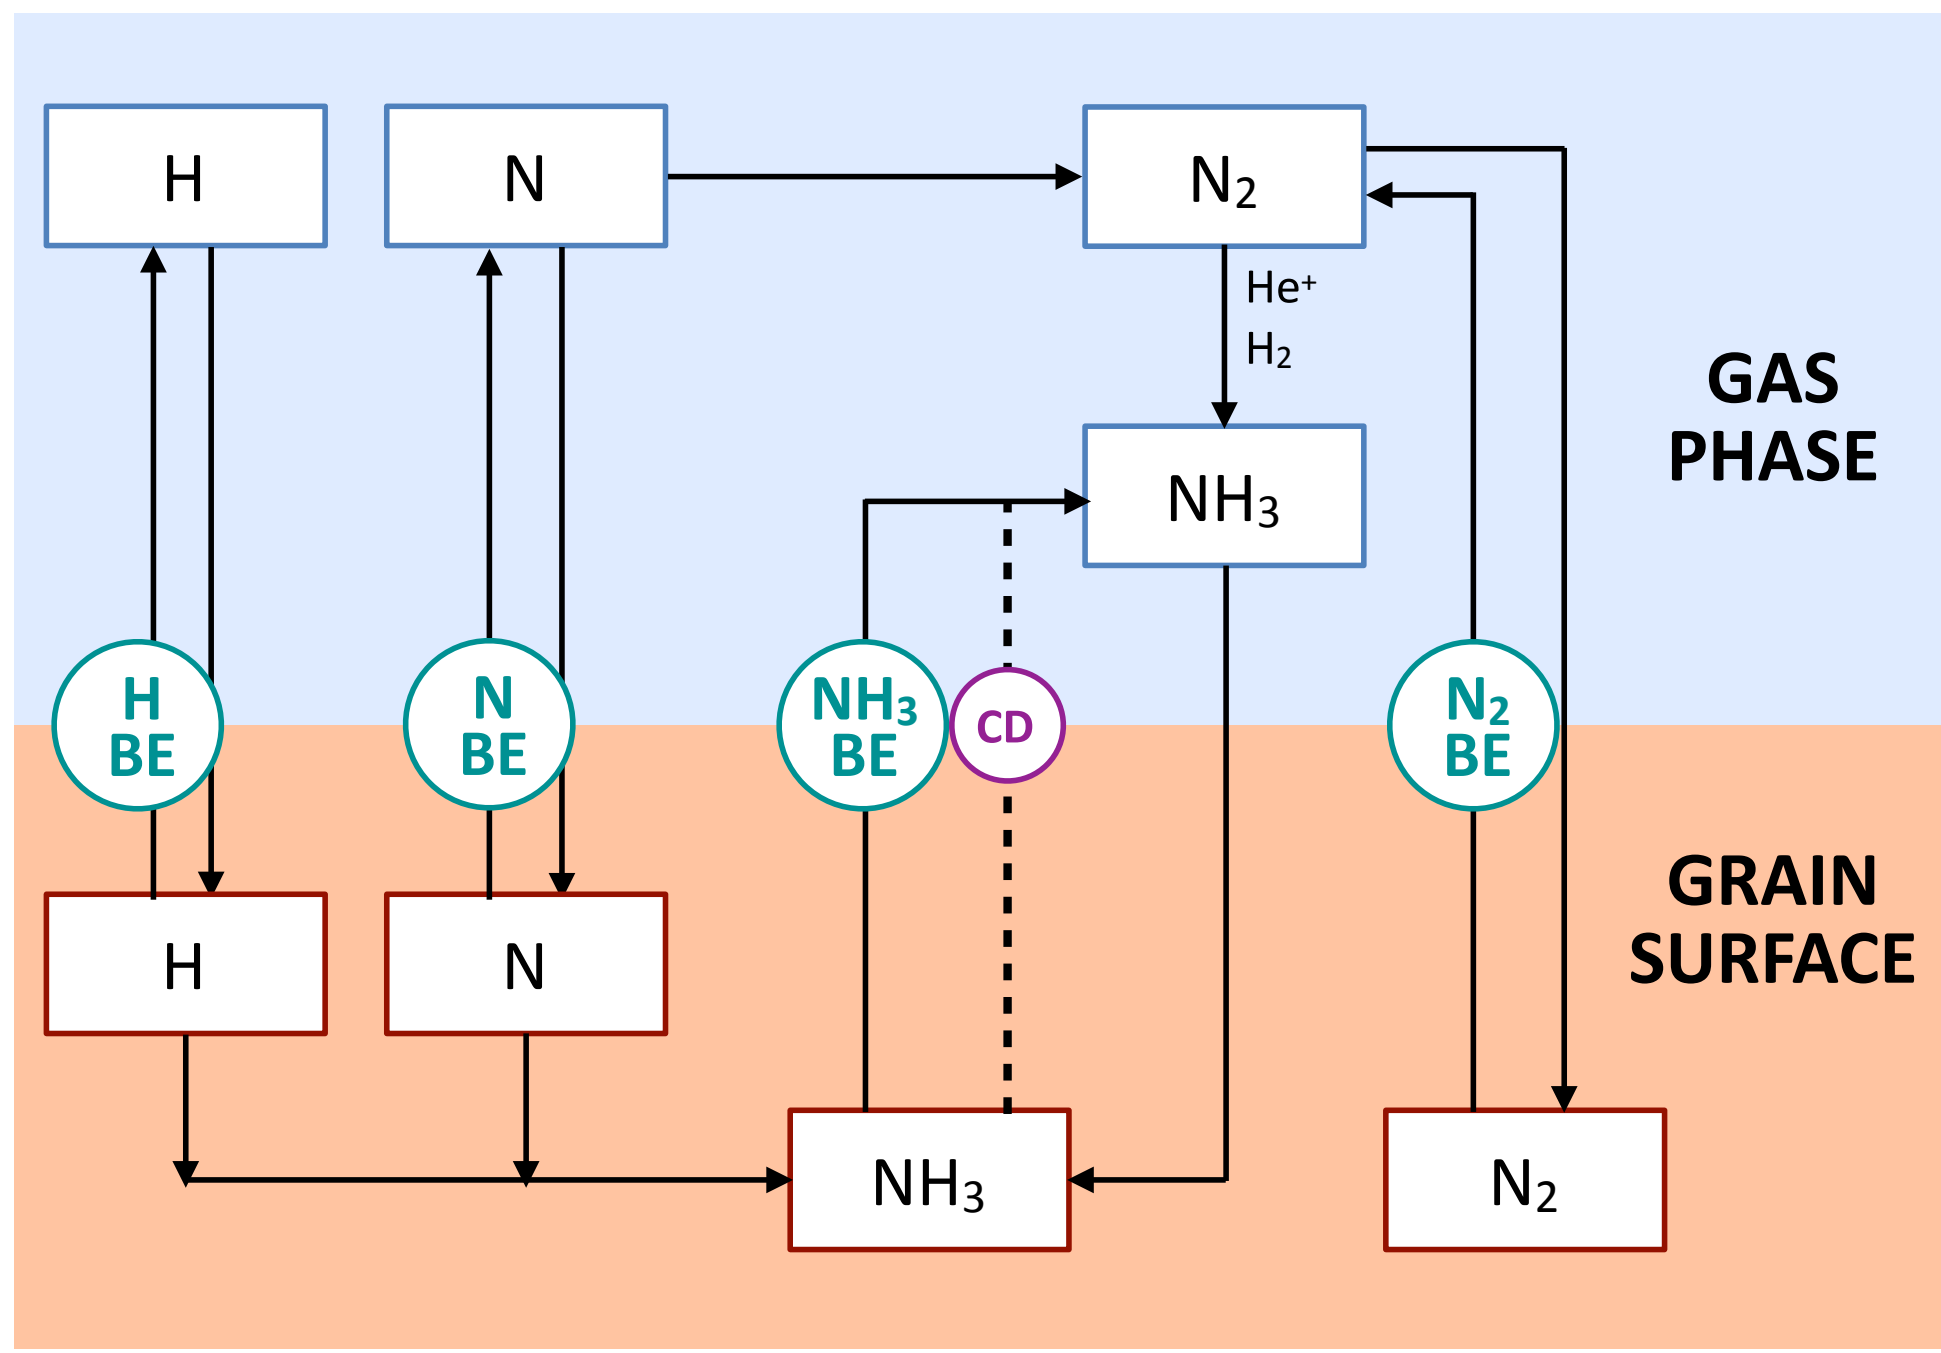 H
N
N₂
He⁺
H₂
GAS
PHASE
NH₃
H
BE
N
BE
NH₃
BE
CD
N₂
BE
GRAIN
SURFACE
H
N
NH₃
N₂